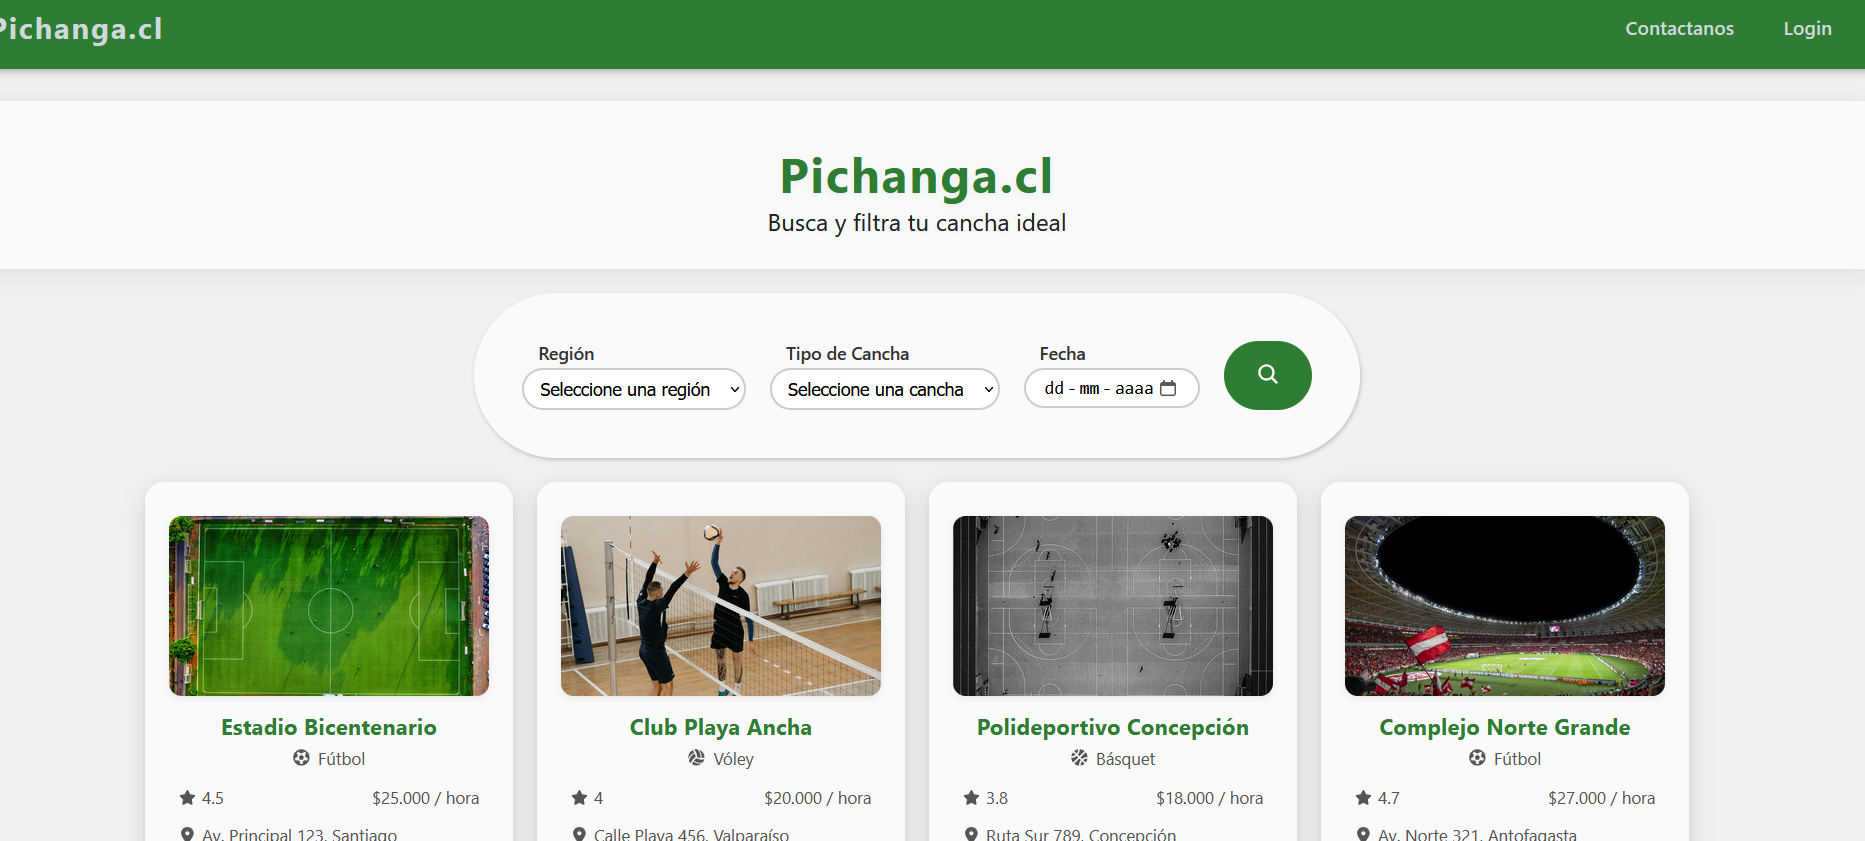 Pichanga.cl
Contactanos
Login
Pichanga.cl
Busca y filtra tu cancha ideal
Región
Tipo de Cancha
Fecha
Seleccione una región
Seleccione una cancha
dd - mm - aaaa
Estadio Bicentenario
Fútbol
4.5
$25.000 / hora
Av. Principal 123, Santiago
Club Playa Ancha
Vóley
4
$20.000 / hora
Calle Playa 456, Valparaíso
Polideportivo Concepción
Básquet
3.8
$18.000 / hora
Ruta Sur 789, Concepción
Complejo Norte Grande
Fútbol
4.7
$27.000 / hora
Av. Norte 321, Antofagasta